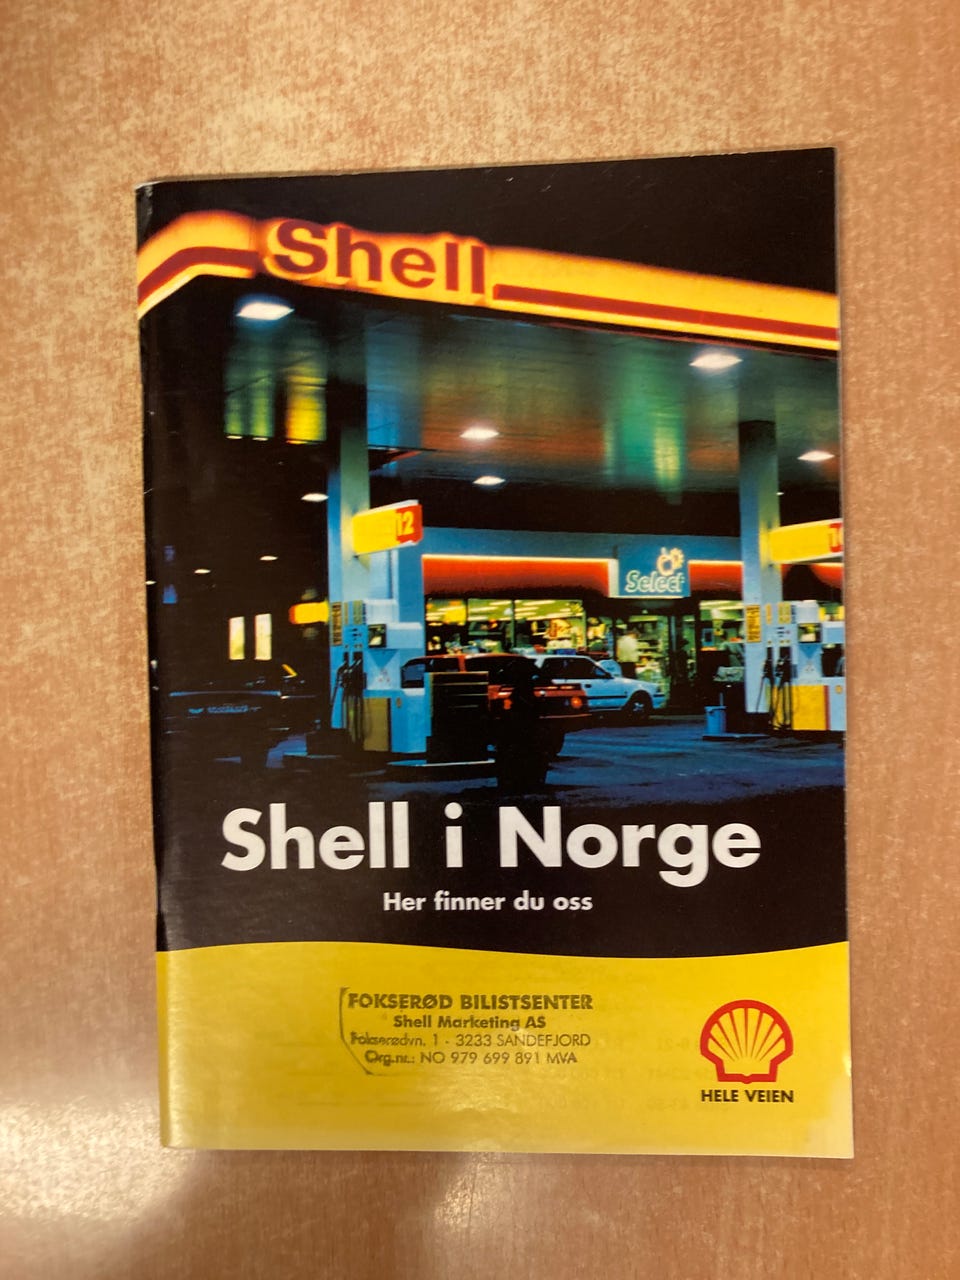 Shell
12
Select
Shell i Norge
Her finner du oss
FOKSERØD BILISTSENTER
Shell Marketing AS
Fokserødvn. 1 - 3233 SANDEFJORD
Org.nr.: NO 979 699 891 MVA
HELE VEIEN